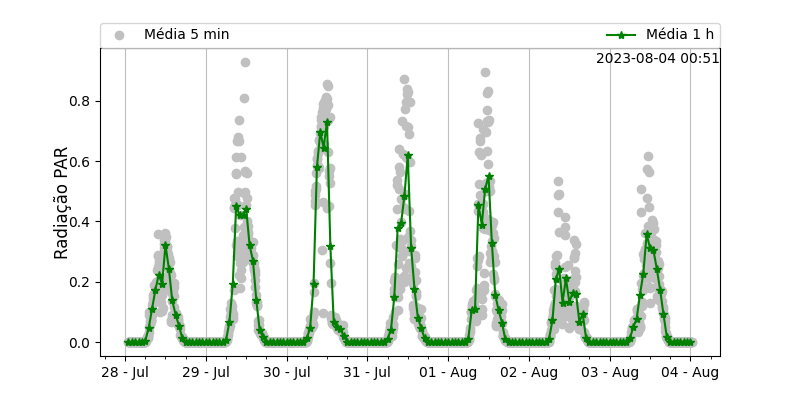 Média 5 min
Média 1 h
2023-08-04 00:51
Radiação PAR
0.8
0.6
0.4
0.2
0.0
28 - Jul
29 - Jul
30 - Jul
31 - Jul
01 - Aug
02 - Aug
03 - Aug
04 - Aug